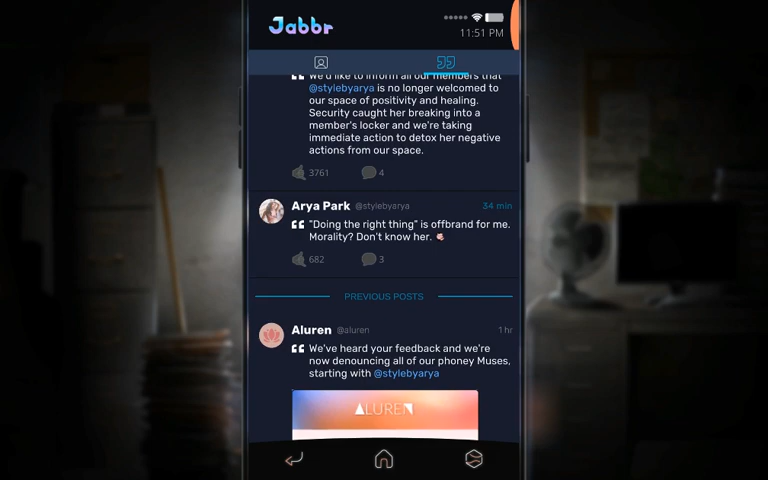 Jabbr
11:51 PM
We'd like to inform all our members that
@stylebyarya is no longer welcomed to
our space of positivity and healing.
Security caught her breaking into a
member's locker and we're taking
immediate action to detox her negative
actions from our space.
3761 4
Arya Park @stylebyarya 34 min
"Doing the right thing" is offbrand for me.
Morality? Don't know her.
682 3
PREVIOUS POSTS
Aluren @aluren 1 hr
We've heard your feedback and we're
now denouncing all of our phoney Muses,
starting with @stylebyarya
ALUREN